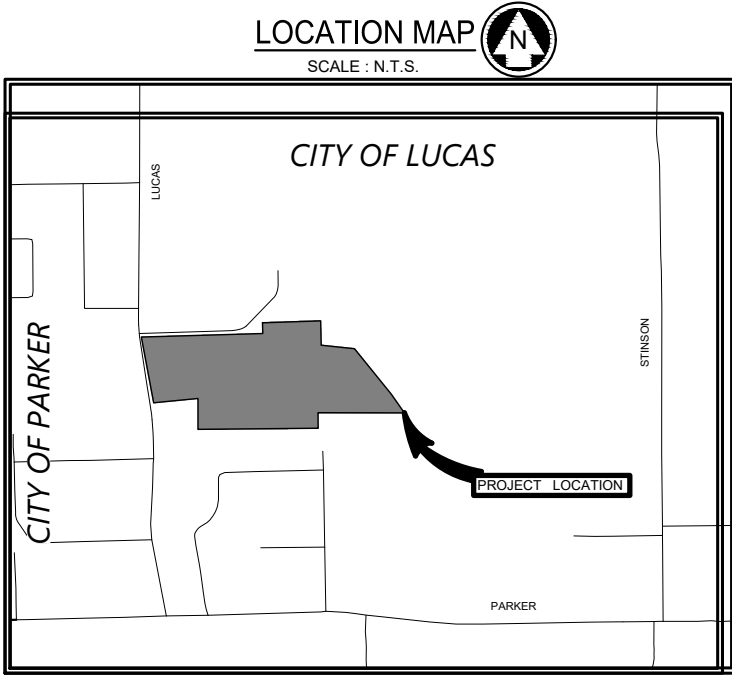 LOCATION MAP
N
SCALE : N.T.S.
CITY OF LUCAS
LUCAS
CITY OF PARKER
STINSON
PROJECT LOCATION
PARKER